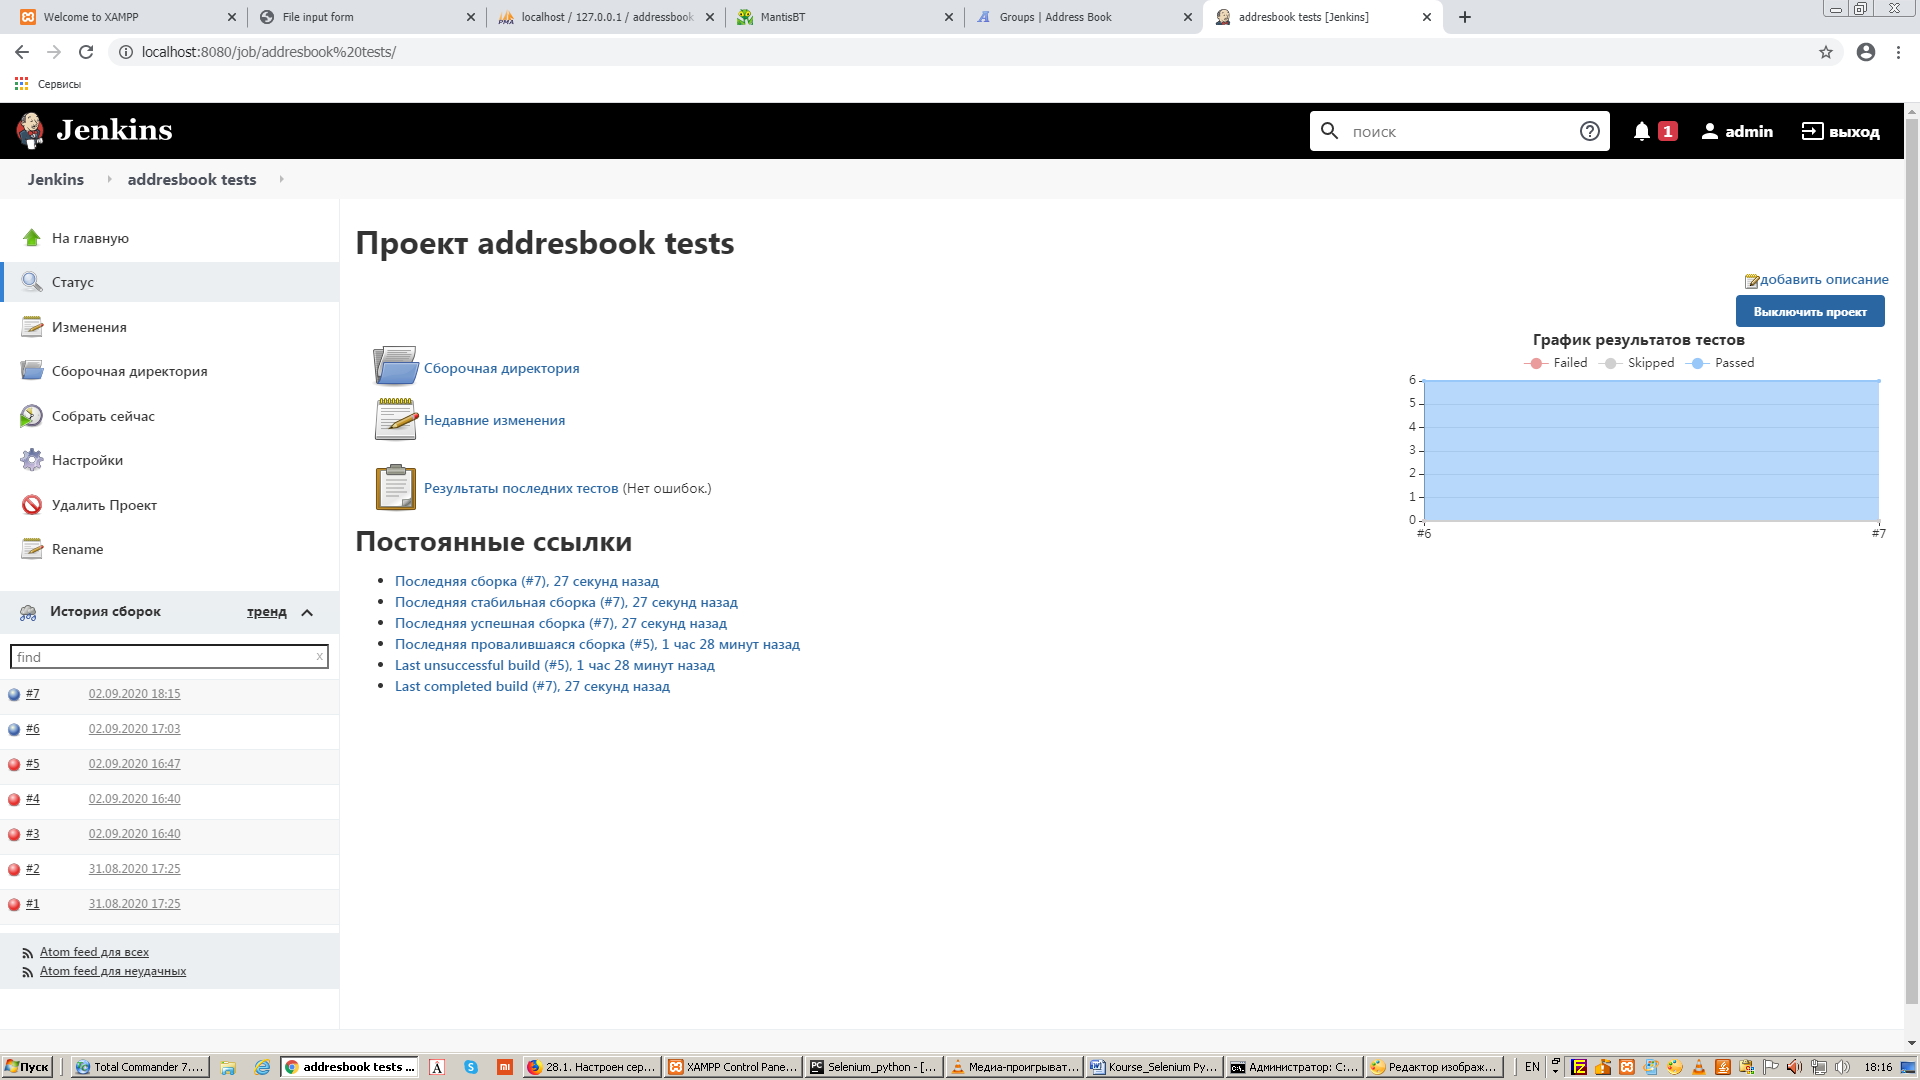 Welcome to XAMPP
File input form
localhost / 127.0.0.1 / addressbook
MantisBT
Groups | Address Book
addresbook tests [Jenkins]
localhost:8080/job/addresbook%20tests/
Сервисы
Jenkins
поиск
1
admin
выход
Jenkins
addresbook tests
На главную
Статус
Изменения
Сборочная директория
Собрать сейчас
Настройки
Удалить Проект
Rename
История сборок
тренд
find
x
#7 02.09.2020 18:15
#6 02.09.2020 17:03
#5 02.09.2020 16:47
#4 02.09.2020 16:40
#3 02.09.2020 16:40
#2 31.08.2020 17:25
#1 31.08.2020 17:25
Atom feed для всех
Atom feed для неудачных
Проект addresbook tests
добавить описание
Выключить проект
Сборочная директория
Недавние изменения
Результаты последних тестов (Нет ошибок.)
График результатов тестов
Failed Skipped Passed
6
5
4
3
2
1
0
#6 #7
Постоянные ссылки
Последняя сборка (#7), 27 секунд назад
Последняя стабильная сборка (#7), 27 секунд назад
Последняя успешная сборка (#7), 27 секунд назад
Последняя провалившаяся сборка (#5), 1 час 28 минут назад
Last unsuccessful build (#5), 1 час 28 минут назад
Last completed build (#7), 27 секунд назад
Пуск
Total Commander 7....
addresbook tests ...
28.1. Настроен сер...
XAMPP Control Pane...
Selenium_python - [...
Медиа-проигрыват...
Kourse_Selenium Py...
Администратор: C:...
Редактор изображ...
EN
18:16